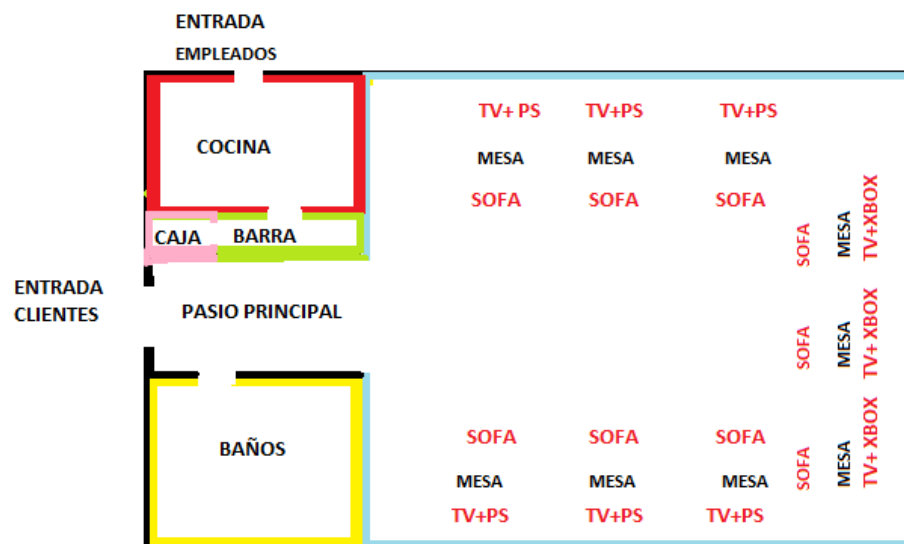 ENTRADA
EMPLEADOS
TV+ PS TV+PS TV+PS
COCINA
MESA MESA MESA
SOFA SOFA SOFA
CAJA BARRA
SOFA MESA TV+XBOX
ENTRADA
CLIENTES
PASIO PRINCIPAL
SOFA MESA TV+ XBOX
BAÑOS
SOFA SOFA SOFA
MESA MESA MESA
TV+PS TV+PS TV+PS
SOFA MESA TV+ XBOX